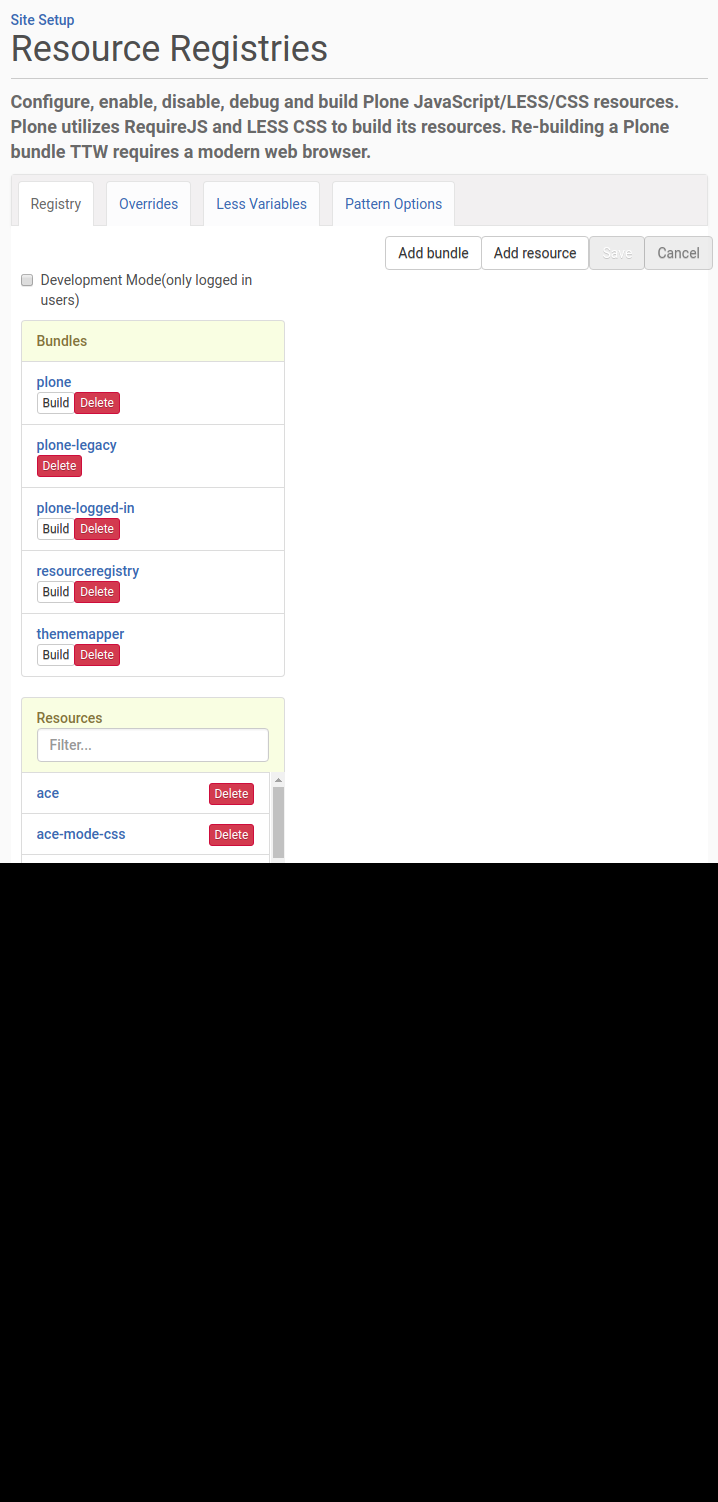 Site Setup
Resource Registries
Configure, enable, disable, debug and build Plone JavaScript/LESS/CSS resources.
Plone utilizes RequireJS and LESS CSS to build its resources. Re-building a Plone
bundle TTW requires a modern web browser.
Registry Overrides Less Variables Pattern Options
Add bundle Add resource Save Cancel
Development Mode(only logged in
users)
Bundles
plone
Build Delete
plone-legacy
Delete
plone-logged-in
Build Delete
resourceregistry
Build Delete
thememapper
Build Delete
Resources
Filter...
ace Delete
ace-mode-css Delete